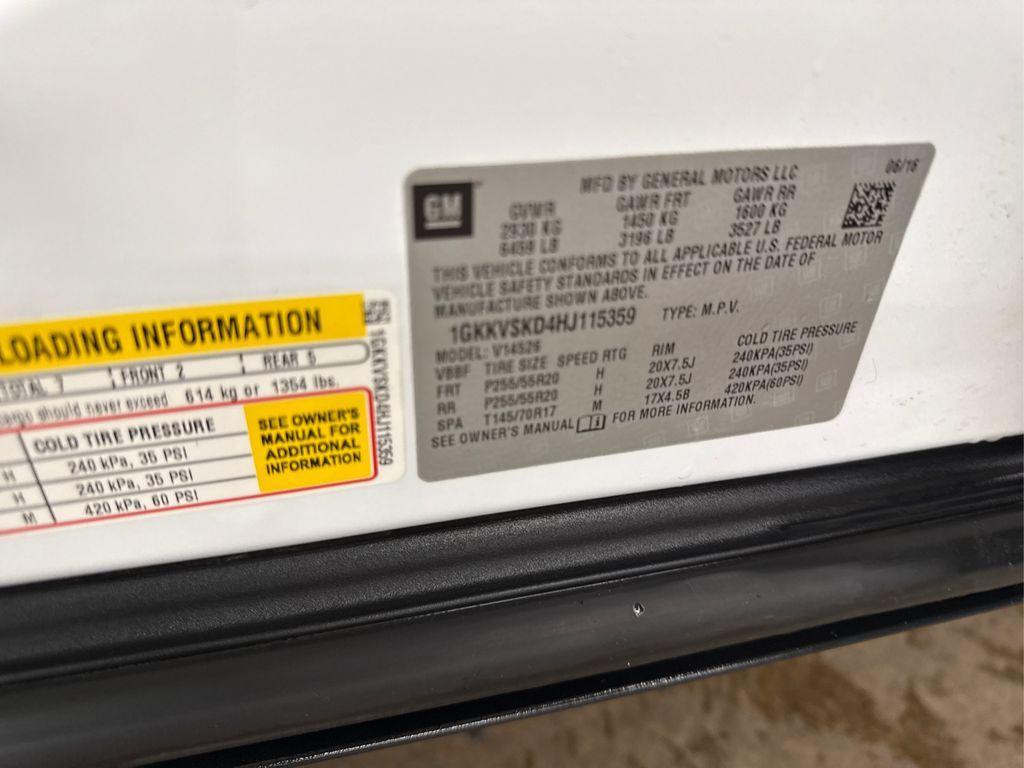 GM
MFD BY GENERAL MOTORS LLC
06/16
GVWR GAWR FRT GAWR RR
2930 KG 1450 KG 1600 KG
6459 LB 3196 LB 3527 LB
THIS VEHICLE CONFORMS TO ALL APPLICABLE U.S. FEDERAL MOTOR
VEHICLE SAFETY STANDARDS IN EFFECT ON THE DATE OF
MANUFACTURE SHOWN ABOVE.
1GKKVSKD4HJ115359 TYPE: M.P.V.
MODEL: V14526
VBBF TIRE SIZE SPEED RTG RIM COLD TIRE PRESSURE
FRT P255/55R20 H 20X7.5J 240KPA(35PSI)
RR P255/55R20 H 20X7.5J 240KPA(35PSI)
SPA T145/70R17 M 17X4.5B 420KPA(60PSI)
SEE OWNER'S MANUAL FOR MORE INFORMATION.
LOADING INFORMATION
TOTAL 7 FRONT 2 REAR 5
cargo should never exceed 614 kg or 1354 lbs.
COLD TIRE PRESSURE
H 240 kPa, 35 PSI
H 240 kPa, 35 PSI
M 420 kPa, 60 PSI
SEE OWNER'S
MANUAL FOR
ADDITIONAL
INFORMATION
1GKKVSKD4HJ115359